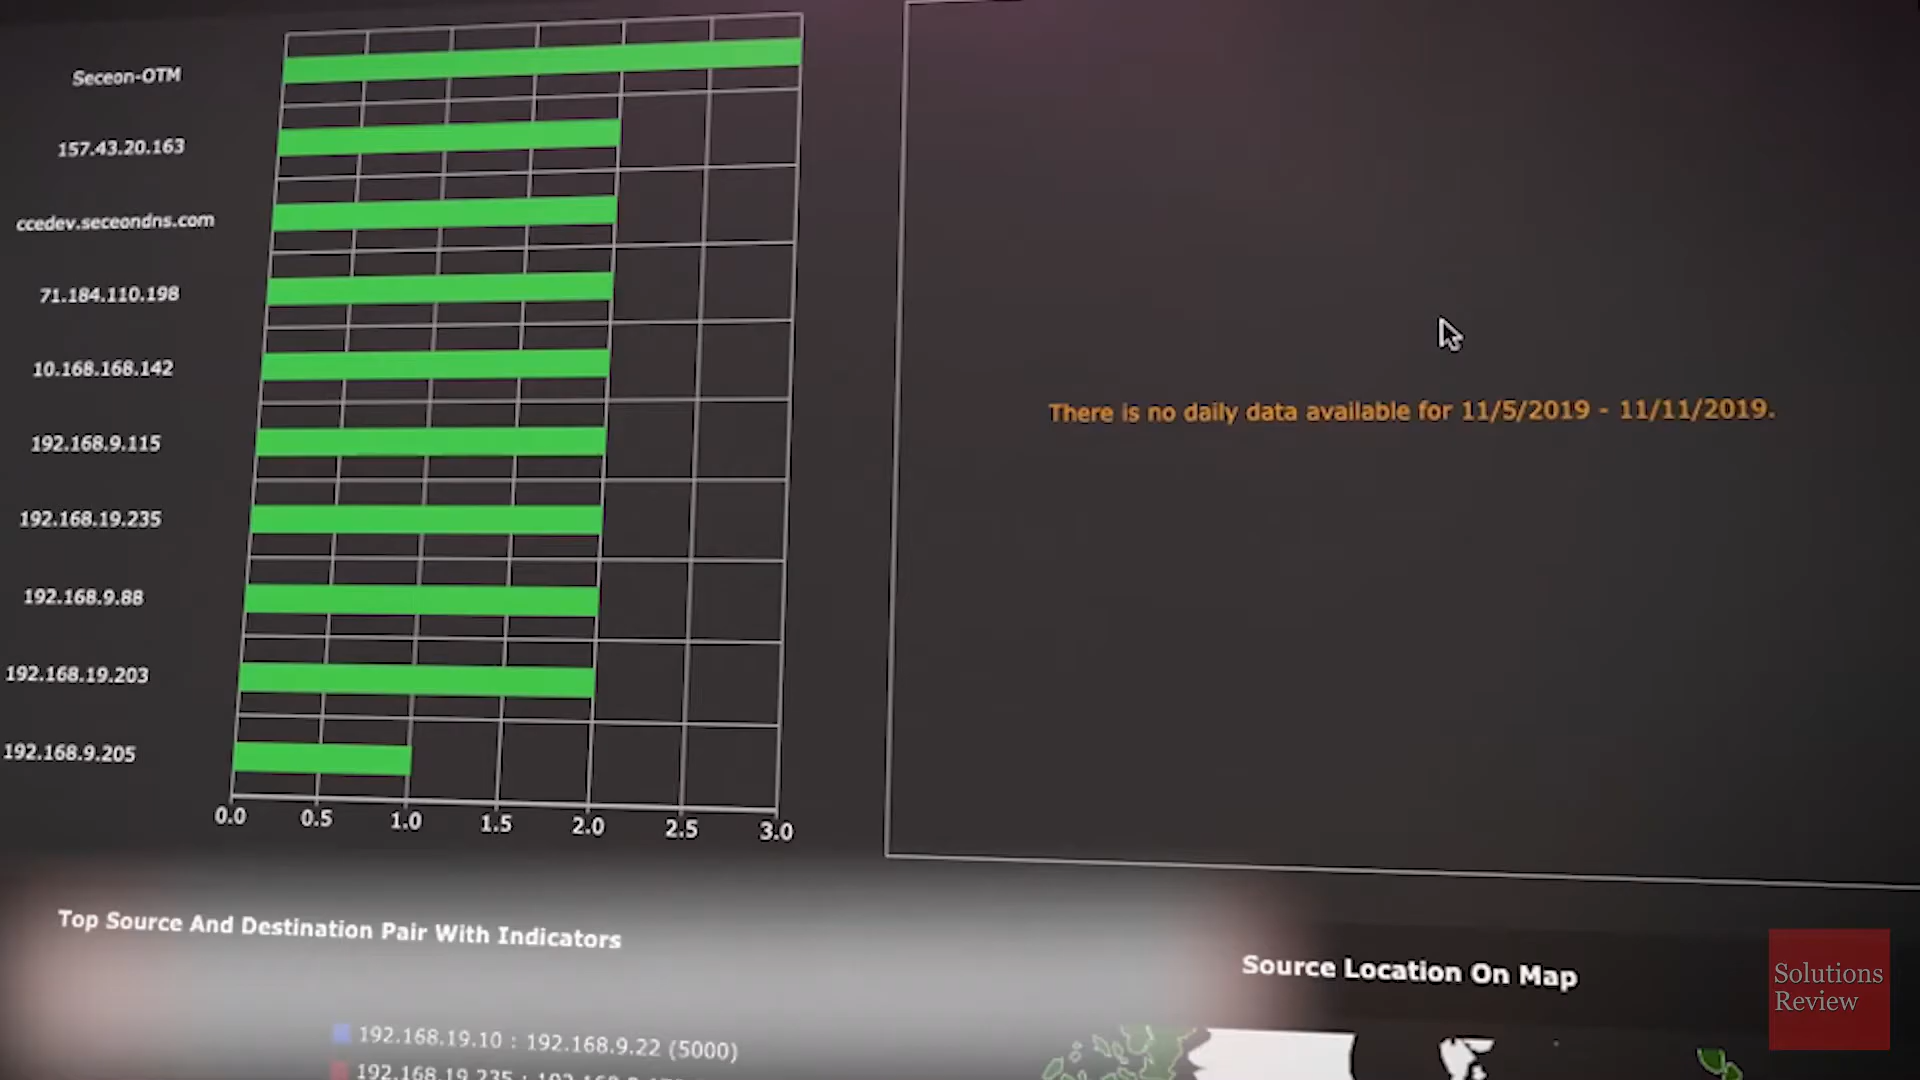 Seceon-OTM
157.43.20.163
ccedev.seceondns.com
71.184.110.198
10.168.168.142
192.168.9.115
192.168.19.235
192.168.9.88
192.168.19.203
192.168.9.205
0.0 0.5 1.0 1.5 2.0 2.5 3.0
There is no daily data available for 11/5/2019 - 11/11/2019.
Top Source And Destination Pair With Indicators
192.168.19.10 : 192.168.9.22 (5000)
192.168.19.235 :
Source Location On Map
Solutions
Review